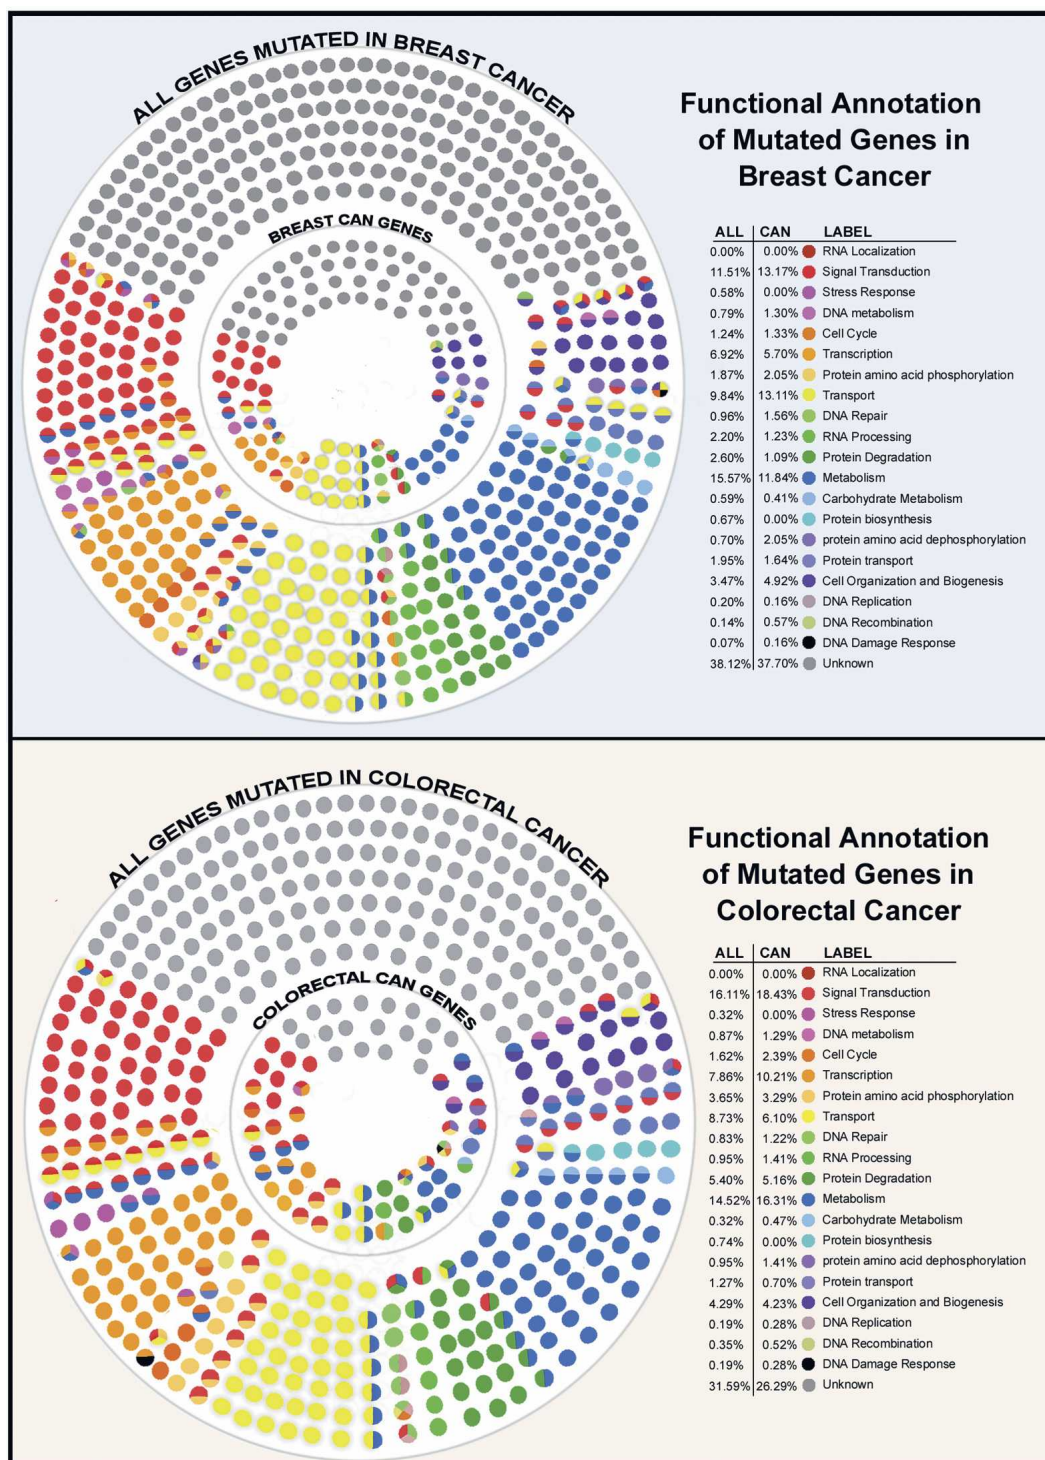 ALL GENES MUTATED IN BREAST CANCER
BREAST CAN GENES
Functional Annotation
of Mutated Genes in
Breast Cancer
ALL CAN LABEL
0.00% 0.00% RNA Localization
11.51% 13.17% Signal Transduction
0.58% 0.00% Stress Response
0.79% 1.30% DNA metabolism
1.24% 1.33% Cell Cycle
6.92% 5.70% Transcription
1.87% 2.05% Protein amino acid phosphorylation
9.84% 13.11% Transport
0.96% 1.56% DNA Repair
2.20% 1.23% RNA Processing
2.60% 1.09% Protein Degradation
15.57% 11.84% Metabolism
0.59% 0.41% Carbohydrate Metabolism
0.67% 0.00% Protein biosynthesis
0.70% 2.05% protein amino acid dephosphorylation
1.95% 1.64% Protein transport
3.47% 4.92% Cell Organization and Biogenesis
0.20% 0.16% DNA Replication
0.14% 0.57% DNA Recombination
0.07% 0.16% DNA Damage Response
38.12% 37.70% Unknown
ALL GENES MUTATED IN COLORECTAL CANCER
COLORECTAL CAN GENES
Functional Annotation
of Mutated Genes in
Colorectal Cancer
ALL CAN LABEL
0.00% 0.00% RNA Localization
16.11% 18.43% Signal Transduction
0.32% 0.00% Stress Response
0.87% 1.29% DNA metabolism
1.62% 2.39% Cell Cycle
7.86% 10.21% Transcription
3.65% 3.29% Protein amino acid phosphorylation
8.73% 6.10% Transport
0.83% 1.22% DNA Repair
0.95% 1.41% RNA Processing
5.40% 5.16% Protein Degradation
14.52% 16.31% Metabolism
0.32% 0.47% Carbohydrate Metabolism
0.74% 0.00% Protein biosynthesis
0.95% 1.41% protein amino acid dephosphorylation
1.27% 0.70% Protein transport
4.29% 4.23% Cell Organization and Biogenesis
0.19% 0.28% DNA Replication
0.35% 0.52% DNA Recombination
0.19% 0.28% DNA Damage Response
31.59% 26.29% Unknown